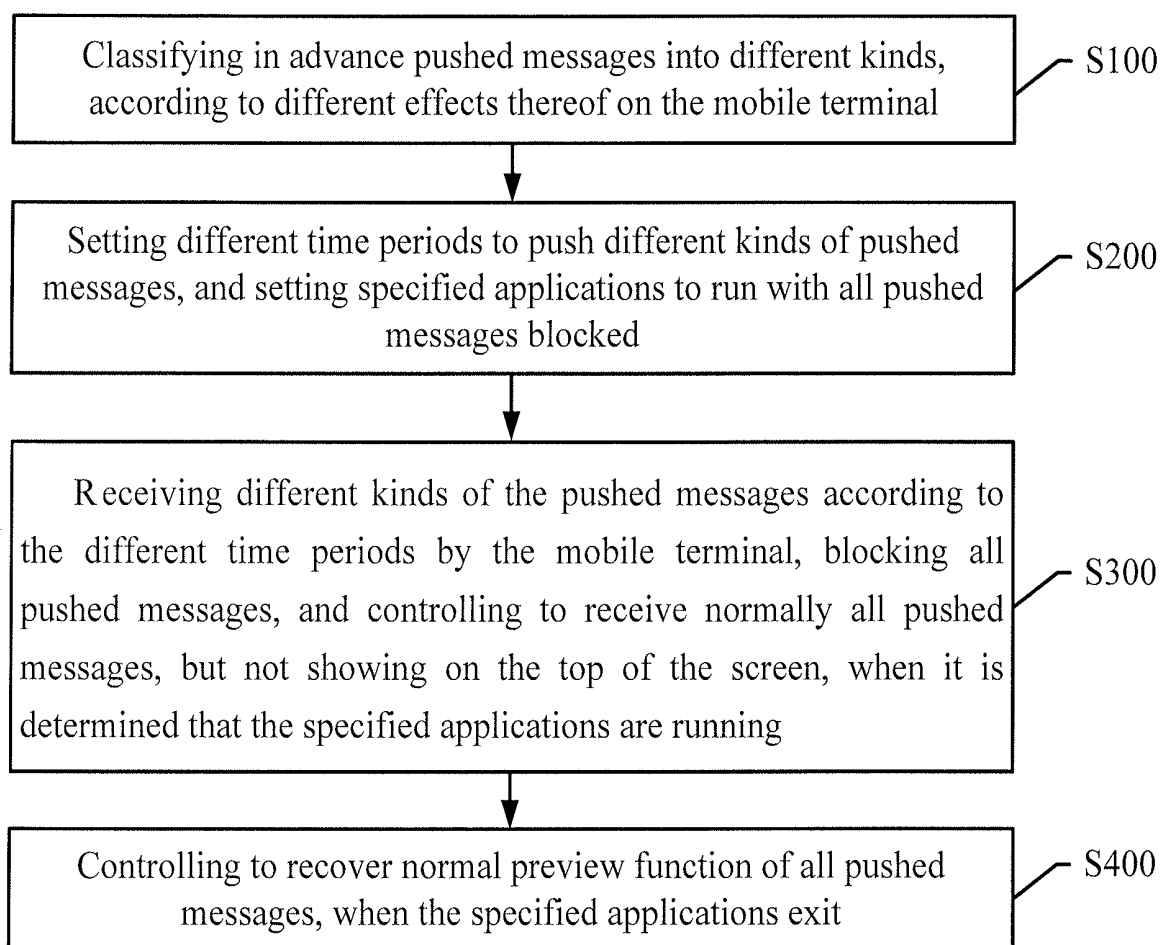 Classifying in advance pushed messages into different kinds,
according to different effects thereof on the mobile terminal
S100
Setting different time periods to push different kinds of pushed
messages, and setting specified applications to run with all pushed
messages blocked
S200
Receiving different kinds of the pushed messages according to
the different time periods by the mobile terminal, blocking all
pushed messages, and controlling to receive normally all pushed
messages, but not showing on the top of the screen, when it is
determined that the specified applications are running
S300
Controlling to recover normal preview function of all pushed
messages, when the specified applications exit
S400